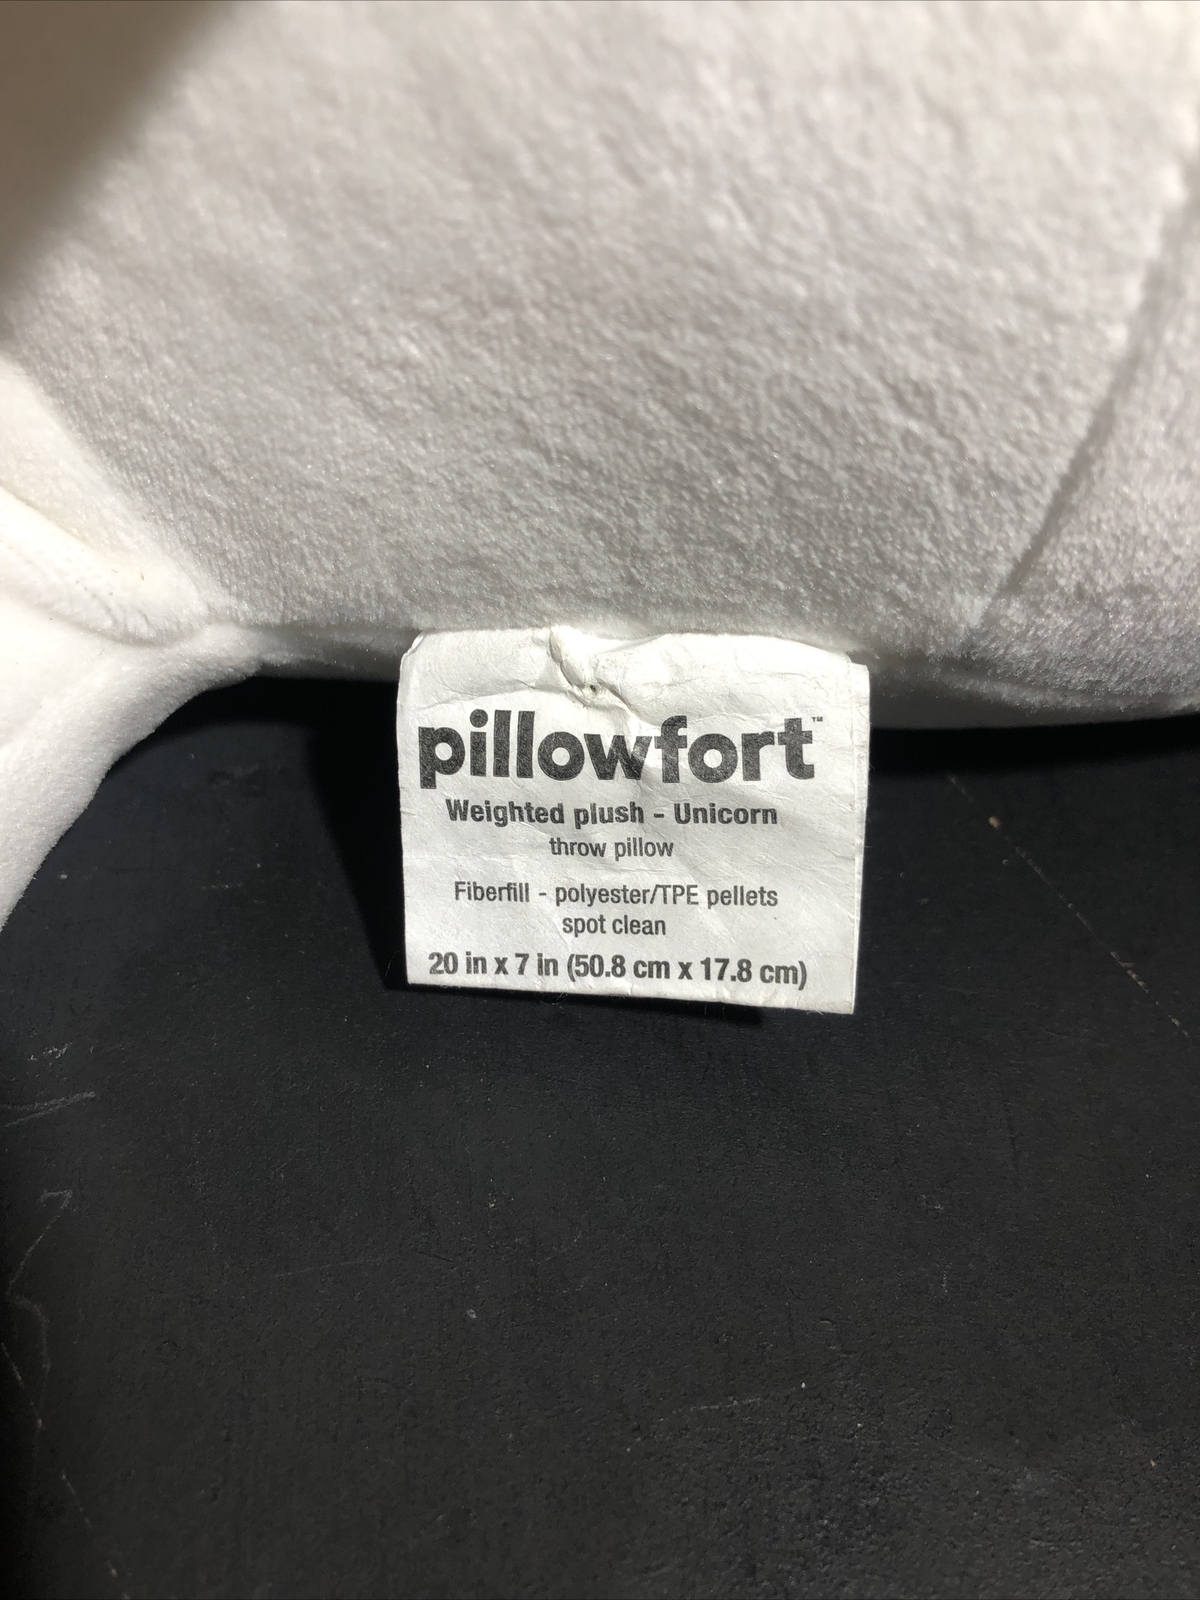 pillowfort™
Weighted plush - Unicorn
throw pillow
Fiberfill - polyester/TPE pellets
spot clean
20 in x 7 in (50.8 cm x 17.8 cm)